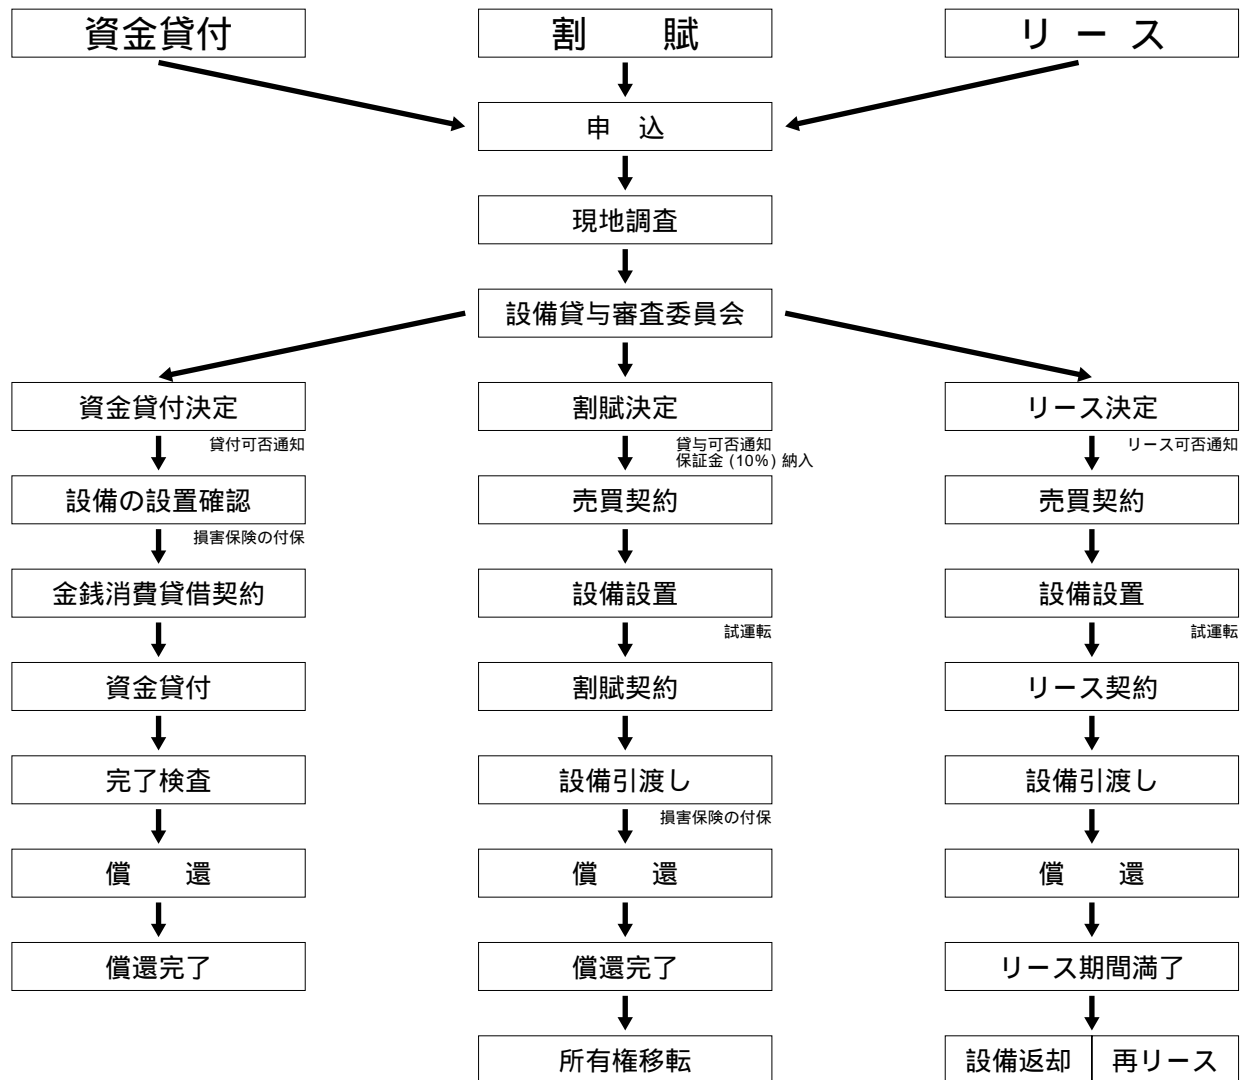 資金貸付
割　賦
リース
申　込
現地調査
設備貸与審査委員会
資金貸付決定
割賦決定
リース決定
貸付可否通知
貸与可否通知
保証金 (10%) 納入
リース可否通知
設備の設置確認
売買契約
売買契約
損害保険の付保
金銭消費貸借契約
設備設置
設備設置
試運転
試運転
資金貸付
割賦契約
リース契約
完了検査
設備引渡し
設備引渡し
損害保険の付保
償　還
償　還
償　還
償還完了
償還完了
リース期間満了
所有権移転
設備返却
再リース